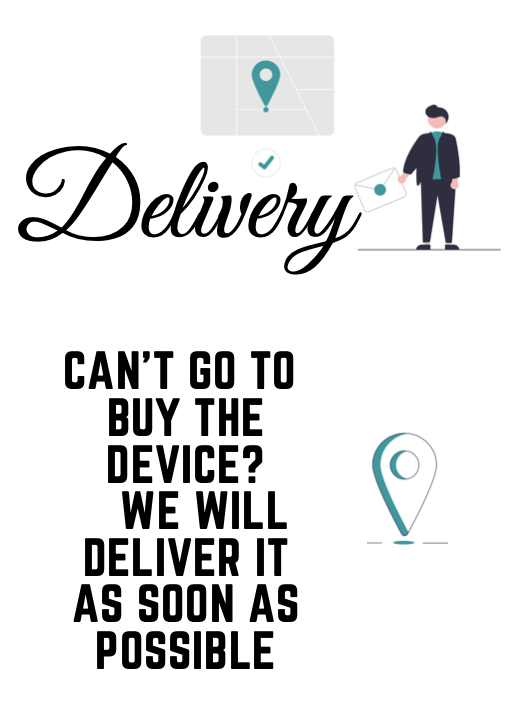 Delivery
CAN'T GO TO
BUY THE
DEVICE?
WE WILL
DELIVER IT
AS SOON AS
POSSIBLE